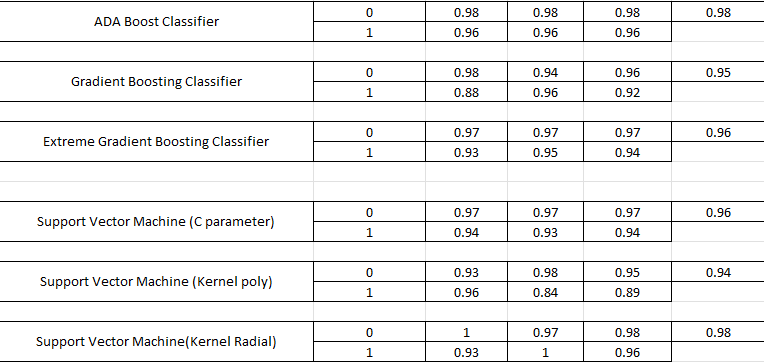 ADA Boost Classifier 0 0.98 0.98 0.98 0.98
1 0.96 0.96 0.96
Gradient Boosting Classifier 0 0.98 0.94 0.96 0.95
1 0.88 0.96 0.92
Extreme Gradient Boosting Classifier 0 0.97 0.97 0.97 0.96
1 0.93 0.95 0.94
Support Vector Machine (C parameter) 0 0.97 0.97 0.97 0.96
1 0.94 0.93 0.94
Support Vector Machine (Kernel poly) 0 0.93 0.98 0.95 0.94
1 0.96 0.84 0.89
Support Vector Machine(Kernel Radial) 0 1 0.97 0.98 0.98
1 0.93 1 0.96